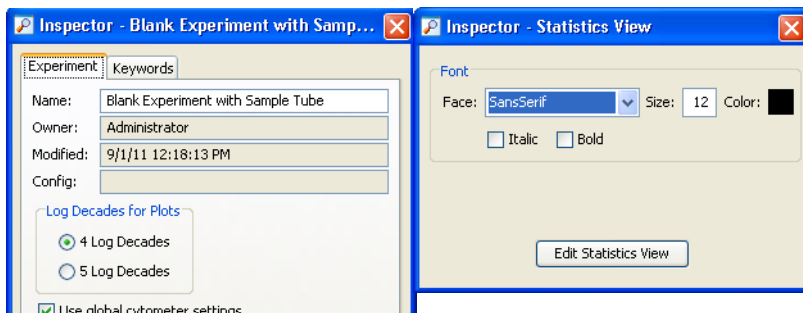 Inspector - Blank Experiment with Samp...
Experiment Keywords
Name: Blank Experiment with Sample Tube
Owner: Administrator
Modified: 9/1/11 12:18:13 PM
Config:
Log Decades for Plots
4 Log Decades
5 Log Decades
Use global cytometer settings
Inspector - Statistics View
Font
Face: SansSerif Size: 12 Color:
Italic Bold
Edit Statistics View